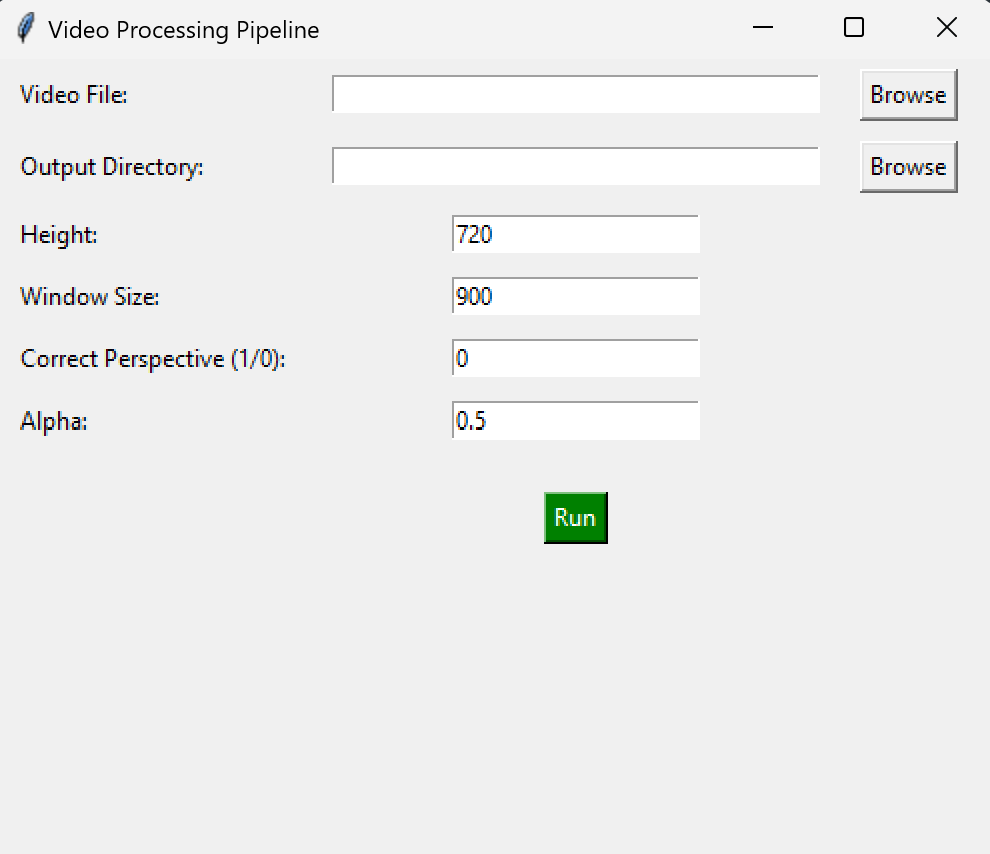 Video Processing Pipeline
Video File: Browse
Output Directory: Browse
Height: 720
Window Size: 900
Correct Perspective (1/0): 0
Alpha: 0.5
Run